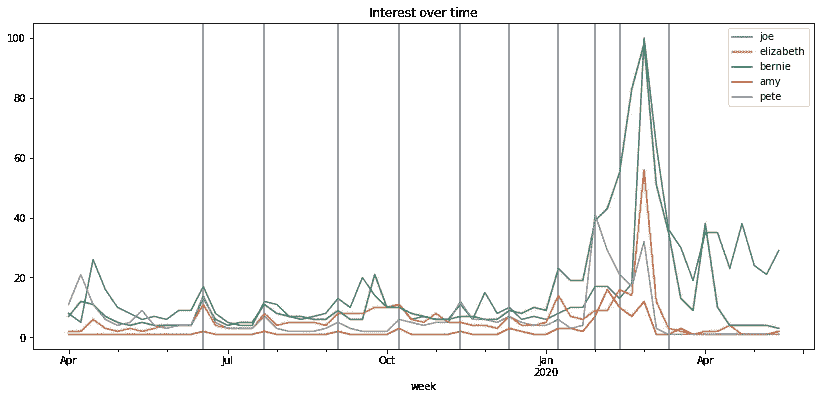 Interest over time
100
80
60
40
20
0
joe
elizabeth
bernie
amy
pete
Apr
Jul
Oct
Jan
2020
Apr
week